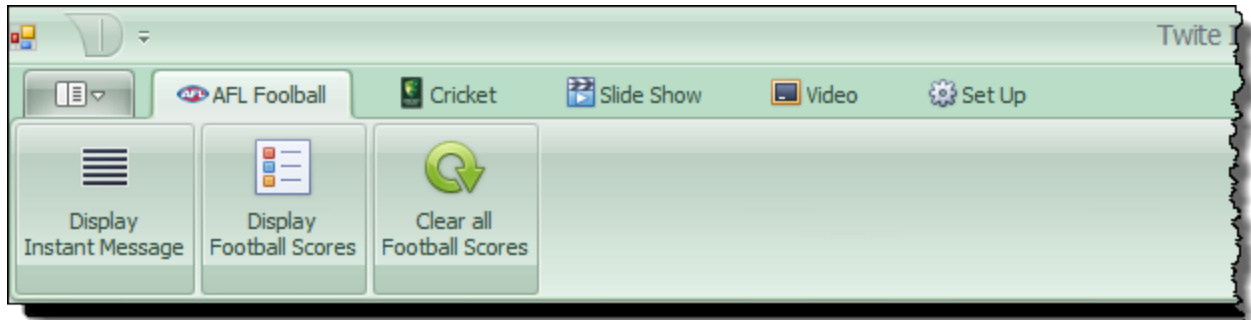 Twite
AFL Foolball
Cricket
Slide Show
Video
Set Up
Display
Instant Message
Display
Football Scores
Clear all
Football Scores